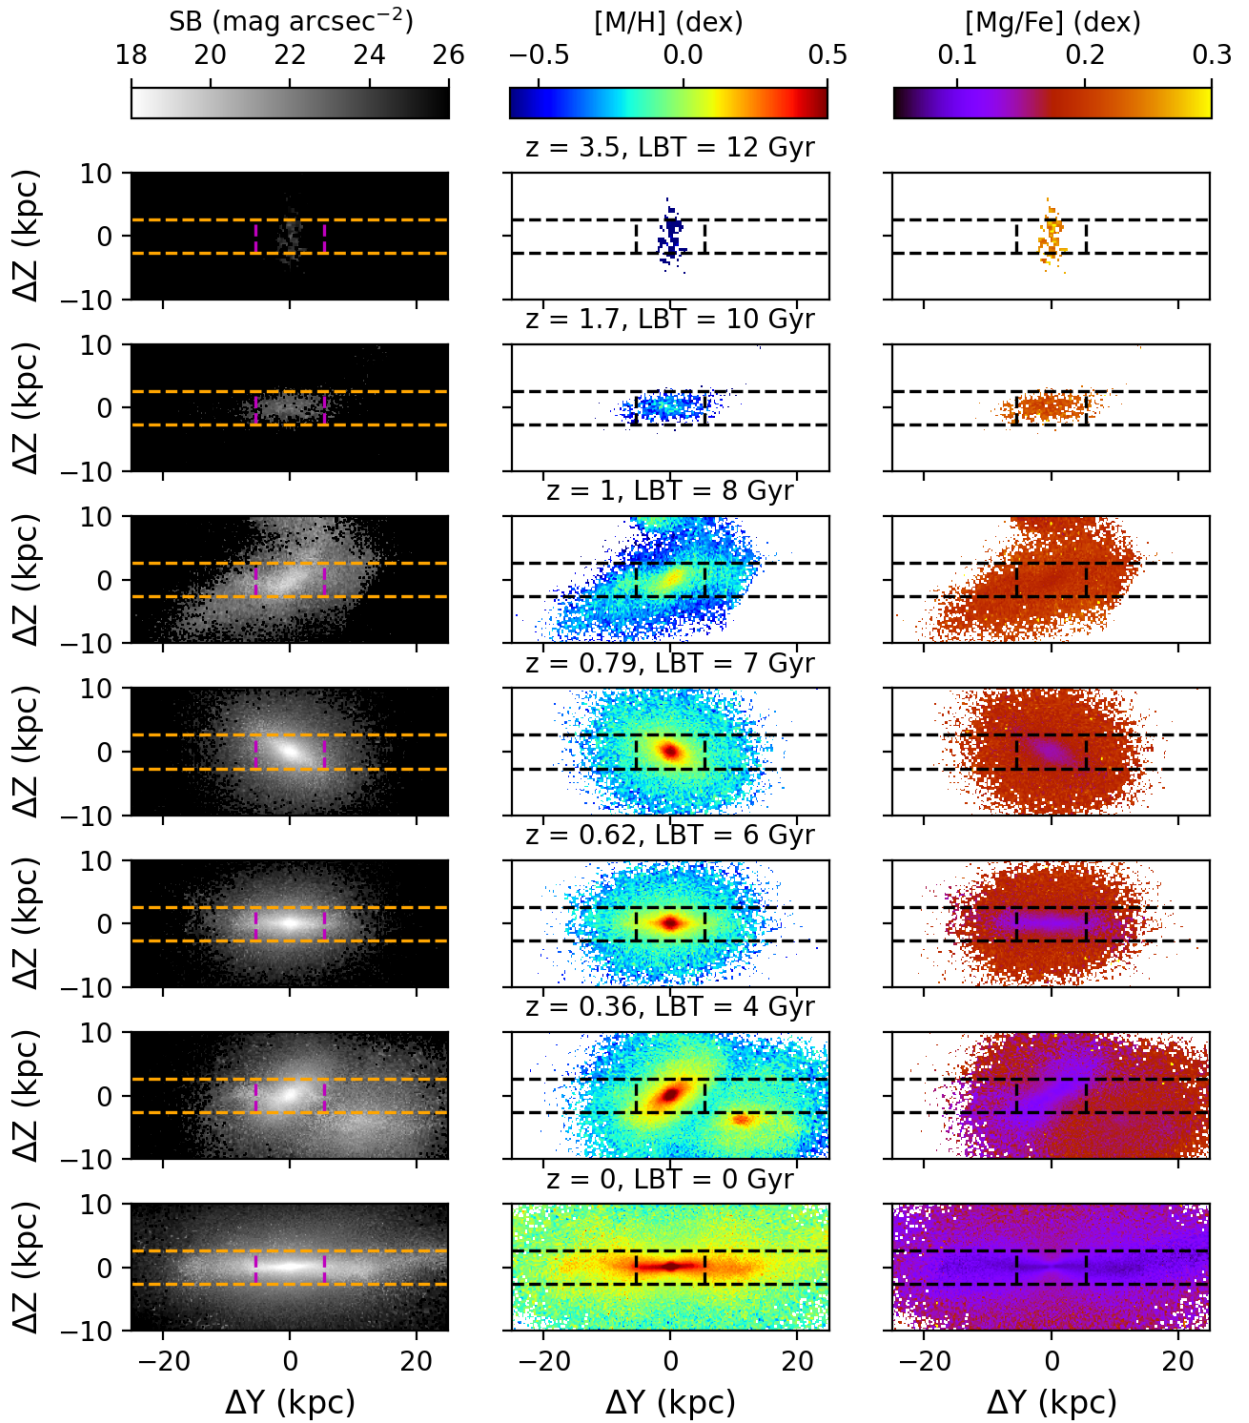 SB (mag arcsec⁻²) [M/H] (dex) [Mg/Fe] (dex)
18 20 22 24 26 −0.5 0.0 0.5 0.1 0.2 0.3
z = 3.5, LBT = 12 Gyr
10
0
−10
ΔZ (kpc)
z = 1.7, LBT = 10 Gyr
10
0
−10
ΔZ (kpc)
z = 1, LBT = 8 Gyr
10
0
−10
ΔZ (kpc)
z = 0.79, LBT = 7 Gyr
10
0
−10
ΔZ (kpc)
z = 0.62, LBT = 6 Gyr
10
0
−10
ΔZ (kpc)
z = 0.36, LBT = 4 Gyr
10
0
−10
ΔZ (kpc)
z = 0, LBT = 0 Gyr
10
0
−10
ΔZ (kpc)
−20 0 20 −20 0 20 −20 0 20
ΔY (kpc) ΔY (kpc) ΔY (kpc)